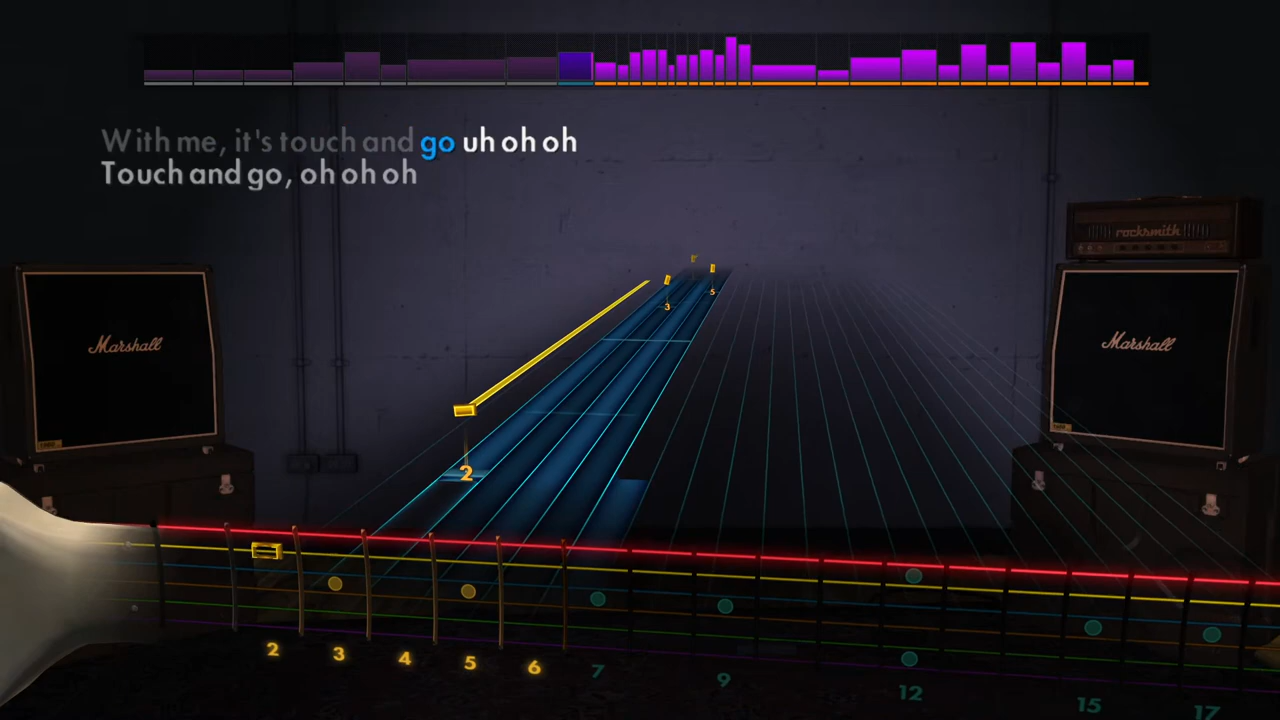 With me, it's touch and go uh oh oh
Touch and go, oh oh oh
rocksmith
Marshall
Marshall
3
5
2
2
3
4
5
6
7
9
12
15
17